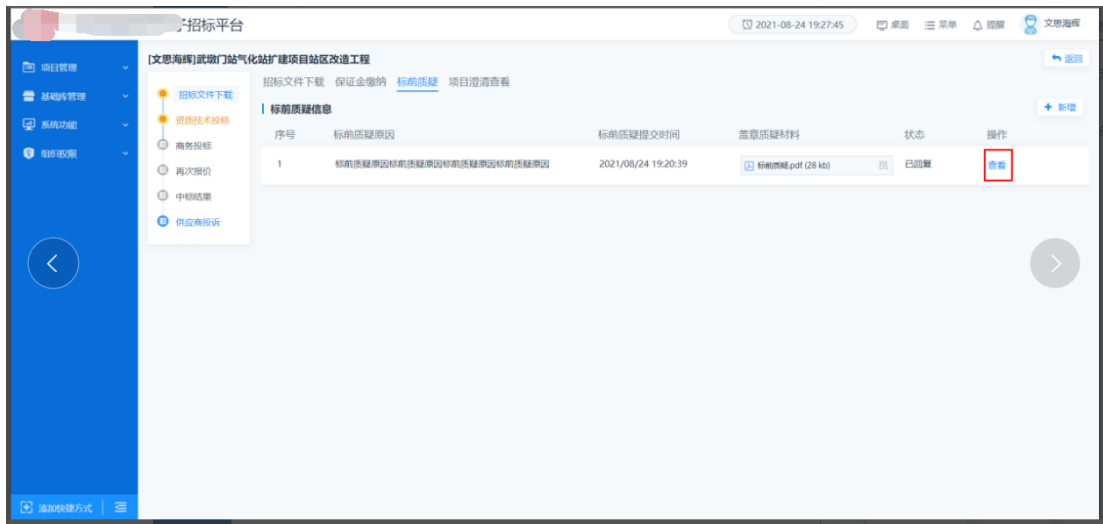 子招标平台
2021-08-24 19:27:45 桌面 菜单 提醒 文思海辉
项目管理
基础库管理
系统功能
组织权限
添加快捷方式
[文思海辉]武墩门站气化站扩建项目站区改造工程 返回
招标文件下载
资质技术投标
商务投标
再次报价
中标结果
供应商投诉
招标文件下载 保证金缴纳 标前质疑 项目澄清查看
标前质疑信息 新增
序号 标前质疑原因 标前质疑提交时间 盖章质疑材料 状态 操作
1 标前质疑原因标前质疑原因标前质疑原因标前质疑原因 2021/08/24 19:20:39 标前质疑.pdf (28 kb) 已回复 查看